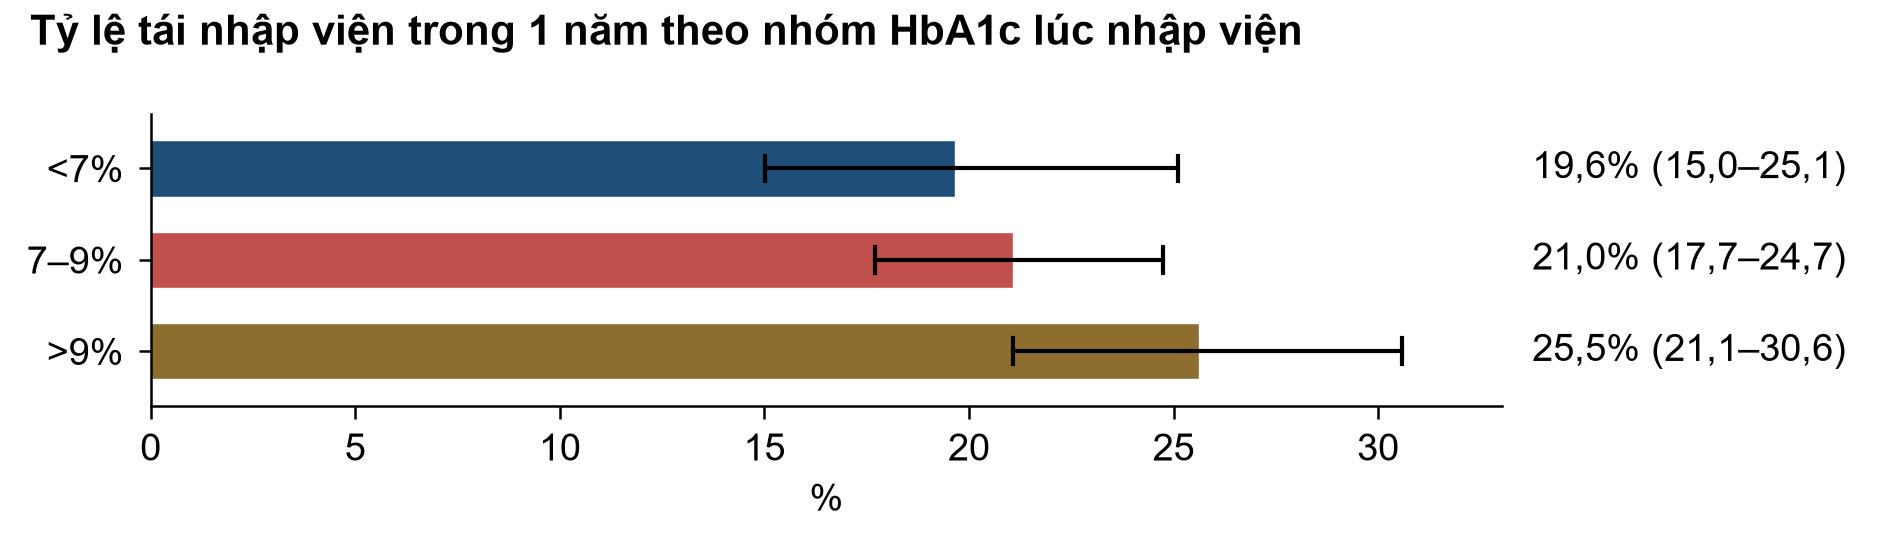 Tỷ lệ tái nhập viện trong 1 năm theo nhóm HbA1c lúc nhập viện
<7% 19,6% (15,0–25,1)
7–9% 21,0% (17,7–24,7)
>9% 25,5% (21,1–30,6)
0 5 10 15 20 25 30
%